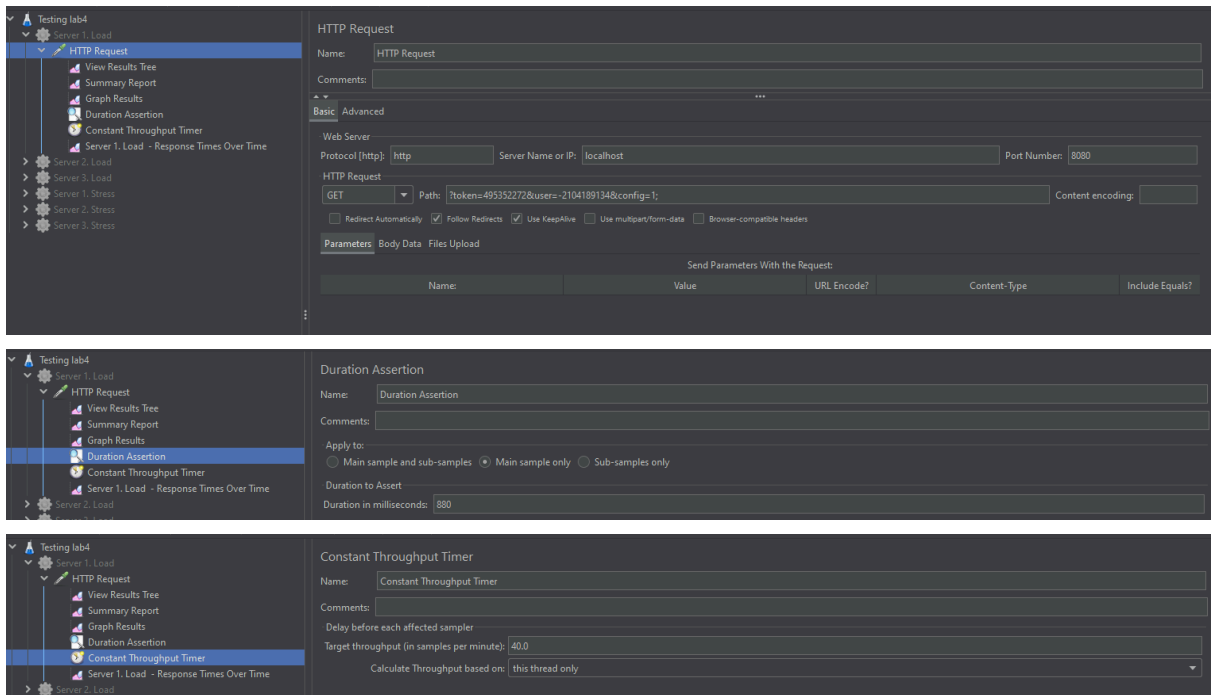 Testing lab4
Server 1. Load
HTTP Request
View Results Tree
Summary Report
Graph Results
Duration Assertion
Constant Throughput Timer
Server 1. Load - Response Times Over Time
Server 2. Load
Server 3. Load
Server 1. Stress
Server 2. Stress
Server 3. Stress
HTTP Request
Name: HTTP Request
Comments:
Basic Advanced
Web Server
Protocol [http]: http Server Name or IP: localhost Port Number: 8080
HTTP Request
GET Path: ?token=495352272&user=-2104189134&config=1; Content encoding:
Redirect Automatically Follow Redirects Use KeepAlive Use multipart/form-data Browser-compatible headers
Parameters Body Data Files Upload
Send Parameters With the Request:
Name: Value URL Encode? Content-Type Include Equals?
Testing lab4
Server 1. Load
HTTP Request
View Results Tree
Summary Report
Graph Results
Duration Assertion
Constant Throughput Timer
Server 1. Load - Response Times Over Time
Server 2. Load
Duration Assertion
Name: Duration Assertion
Comments:
Apply to:
Main sample and sub-samples Main sample only Sub-samples only
Duration to Assert
Duration in milliseconds: 880
Testing lab4
Server 1. Load
HTTP Request
View Results Tree
Summary Report
Graph Results
Duration Assertion
Constant Throughput Timer
Server 1. Load - Response Times Over Time
Server 2. Load
Constant Throughput Timer
Name: Constant Throughput Timer
Comments:
Delay before each affected sampler
Target throughput (in samples per minute): 40.0
Calculate Throughput based on: this thread only